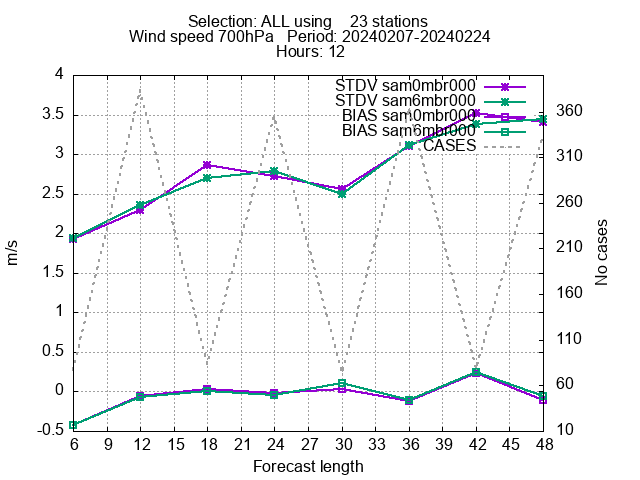 Selection: ALL using    23 stations
Wind speed 700hPa   Period: 20240207-20240224
Hours: 12
STDV sam0mbr000
STDV sam6mbr000
BIAS sam0mbr000
BIAS sam6mbr000
CASES
4
3.5
3
2.5
2
1.5
1
0.5
0
-0.5
m/s
360
310
260
210
160
110
60
10
No cases
6 9 12 15 18 21 24 27 30 33 36 39 42 45 48
Forecast length